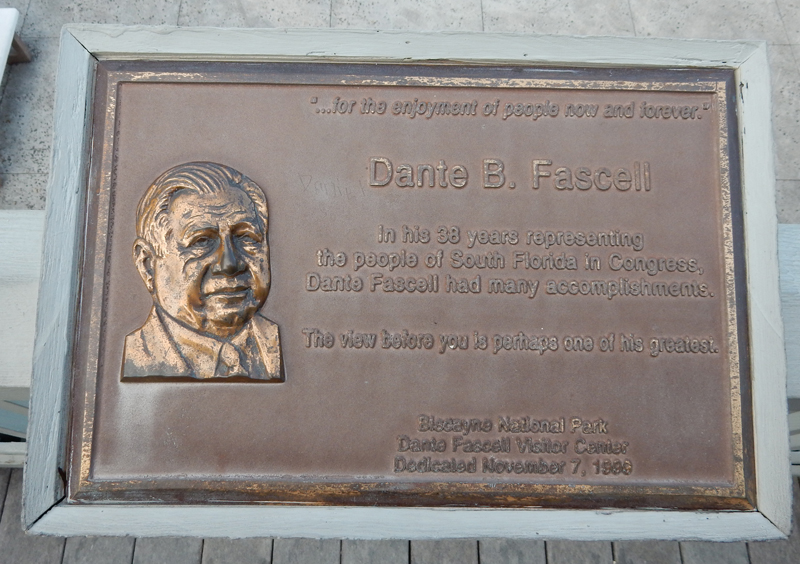 "...for the enjoyment of people now and forever."
Dante B. Fascell
In his 38 years representing
the people of South Florida in Congress,
Dante Fascell had many accomplishments.
The view before you is perhaps one of his greatest.
Biscayne National Park
Dante Fascell Visitor Center
Dedicated November 7, 1998